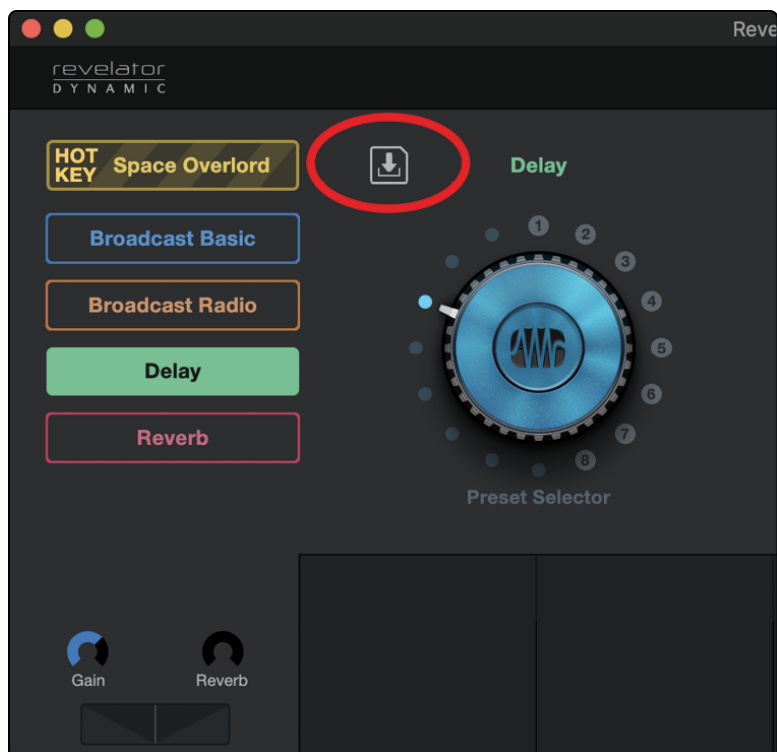 Reve
revelator
DYNAMIC
HOT KEY
Space Overlord
Delay
Broadcast Basic
Broadcast Radio
Delay
Reverb
1
2
3
4
5
6
7
8
Preset Selector
Gain
Reverb